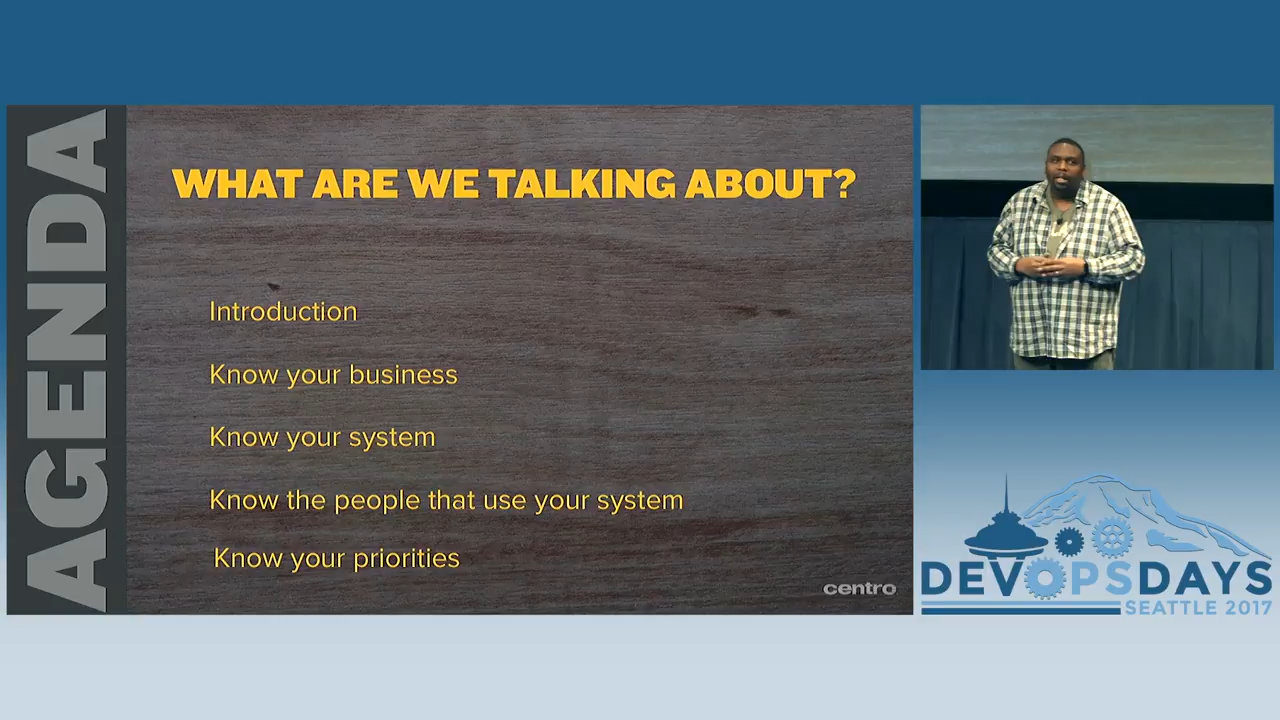 AGENDA
WHAT ARE WE TALKING ABOUT?
Introduction
Know your business
Know your system
Know the people that use your system
Know your priorities
centro
DEVOPSDAYS
SEATTLE 2017